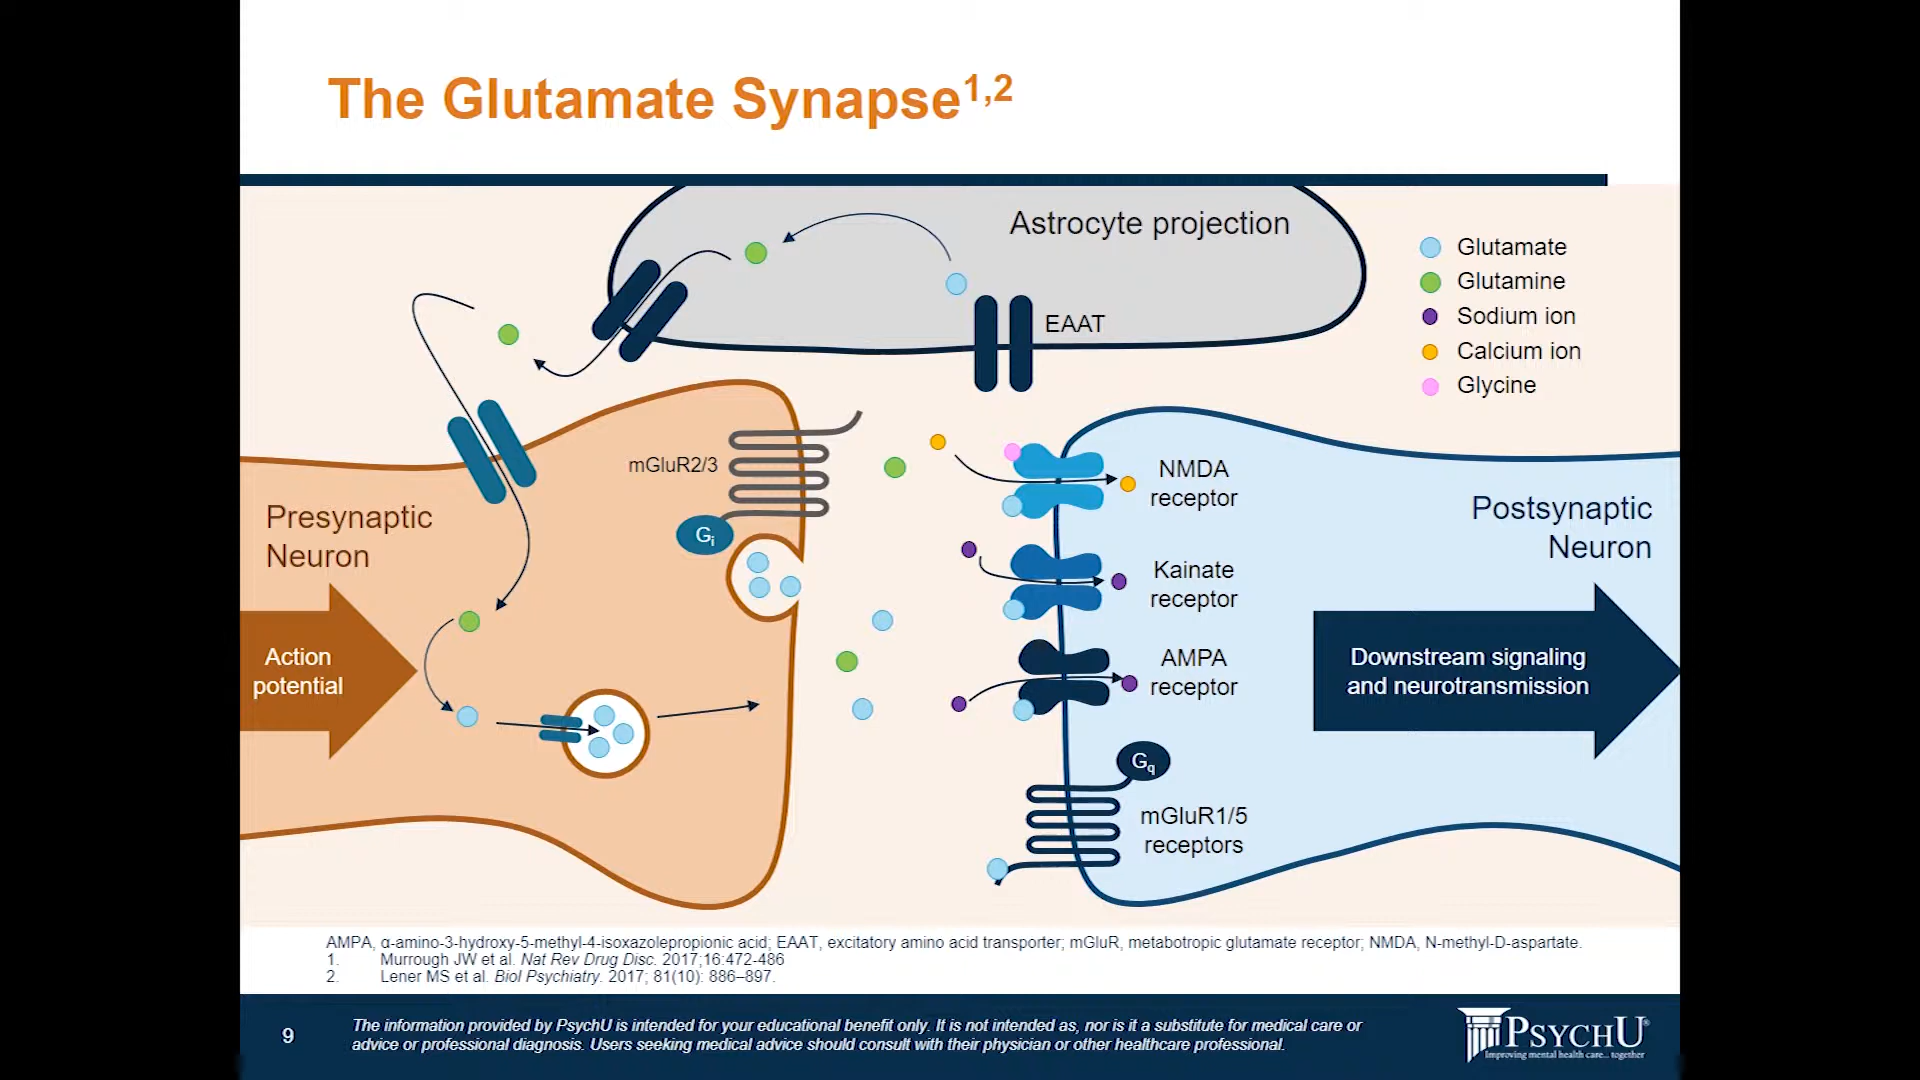 The Glutamate Synapse1,2
Astrocyte projection
EAAT
Glutamate
Glutamine
Sodium ion
Calcium ion
Glycine
mGluR2/3
Gi
Presynaptic
Neuron
Action
potential
NMDA
receptor
Kainate
receptor
AMPA
receptor
Gq
mGluR1/5
receptors
Postsynaptic
Neuron
Downstream signaling
and neurotransmission
AMPA, α-amino-3-hydroxy-5-methyl-4-isoxazolepropionic acid; EAAT, excitatory amino acid transporter; mGluR, metabotropic glutamate receptor; NMDA, N-methyl-D-aspartate.
1. Murrough JW et al. Nat Rev Drug Disc. 2017;16:472-486
2. Lener MS et al. Biol Psychiatry. 2017; 81(10): 886–897.
9
The information provided by PsychU is intended for your educational benefit only. It is not intended as, nor is it a substitute for medical care or
advice or professional diagnosis. Users seeking medical advice should consult with their physician or other healthcare professional.
PSYCHU®
Improving mental health care... together